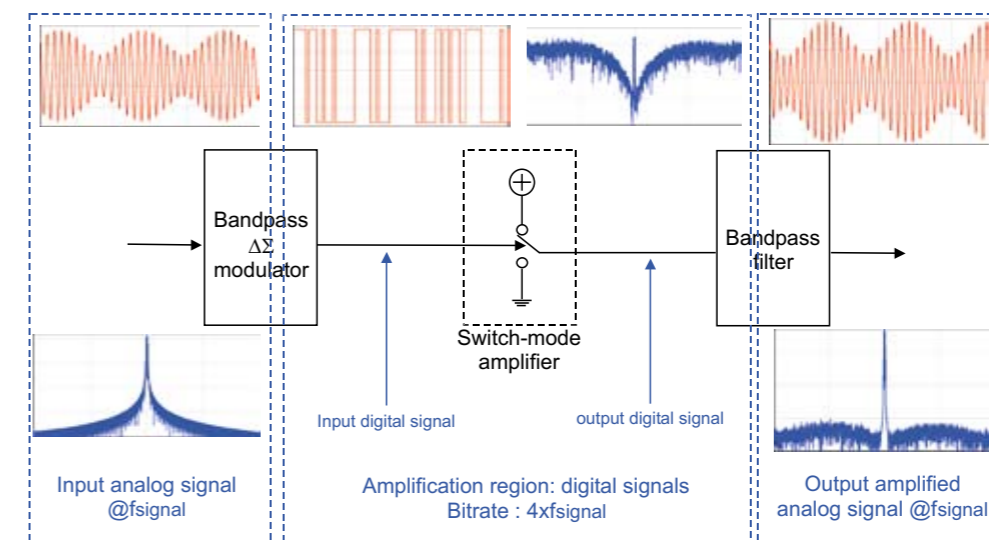 Bandpass
ΔΣ
modulator
Switch-mode
amplifier
Bandpass
filter
Input digital signal
output digital signal
Input analog signal
@fsignal
Amplification region: digital signals
Bitrate : 4xfsignal
Output amplified
analog signal @fsignal